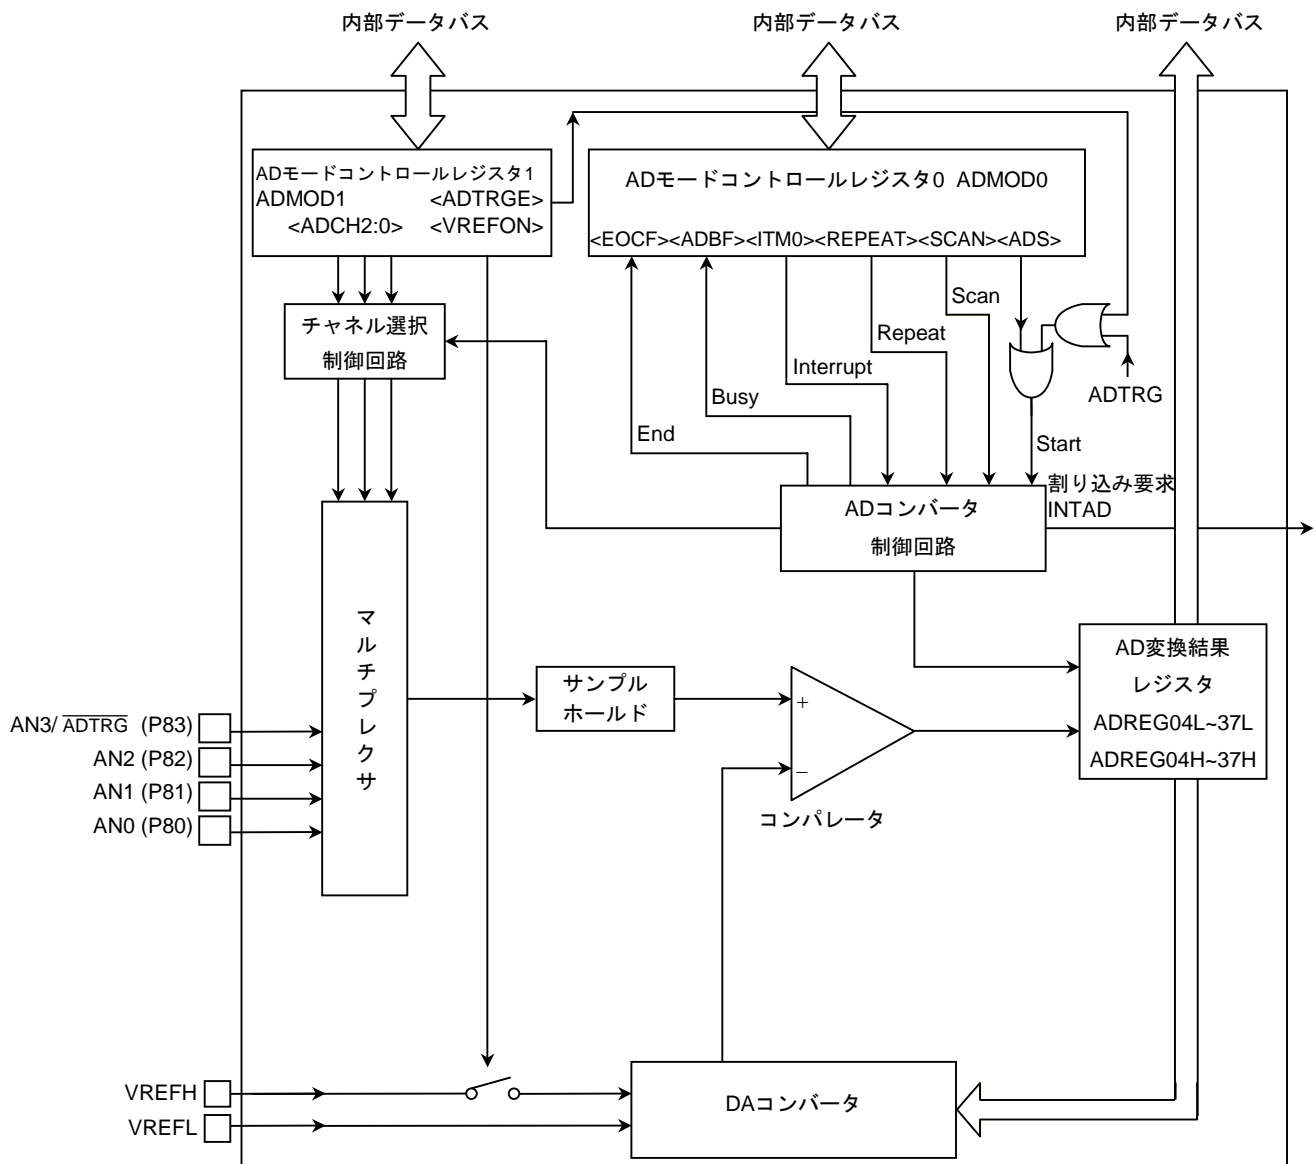 内部データバス
内部データバス
内部データバス
ADモードコントロールレジスタ1
ADMOD1 <ADTRGE>
<ADCH2:0> <VREFON>
ADモードコントロールレジスタ0 ADMOD0
<EOCF><ADBF><ITM0><REPEAT><SCAN><ADS>
チャネル選択
制御回路
Scan
Repeat
Interrupt
Busy
End
ADTRG
Start
割り込み要求
INTAD
ADコンバータ
制御回路
マルチプレクサ
サンプル
ホールド
+
−
コンパレータ
AD変換結果
レジスタ
ADREG04L~37L
ADREG04H~37H
AN3/ADTRG (P83)
AN2 (P82)
AN1 (P81)
AN0 (P80)
VREFH
VREFL
DAコンバータ